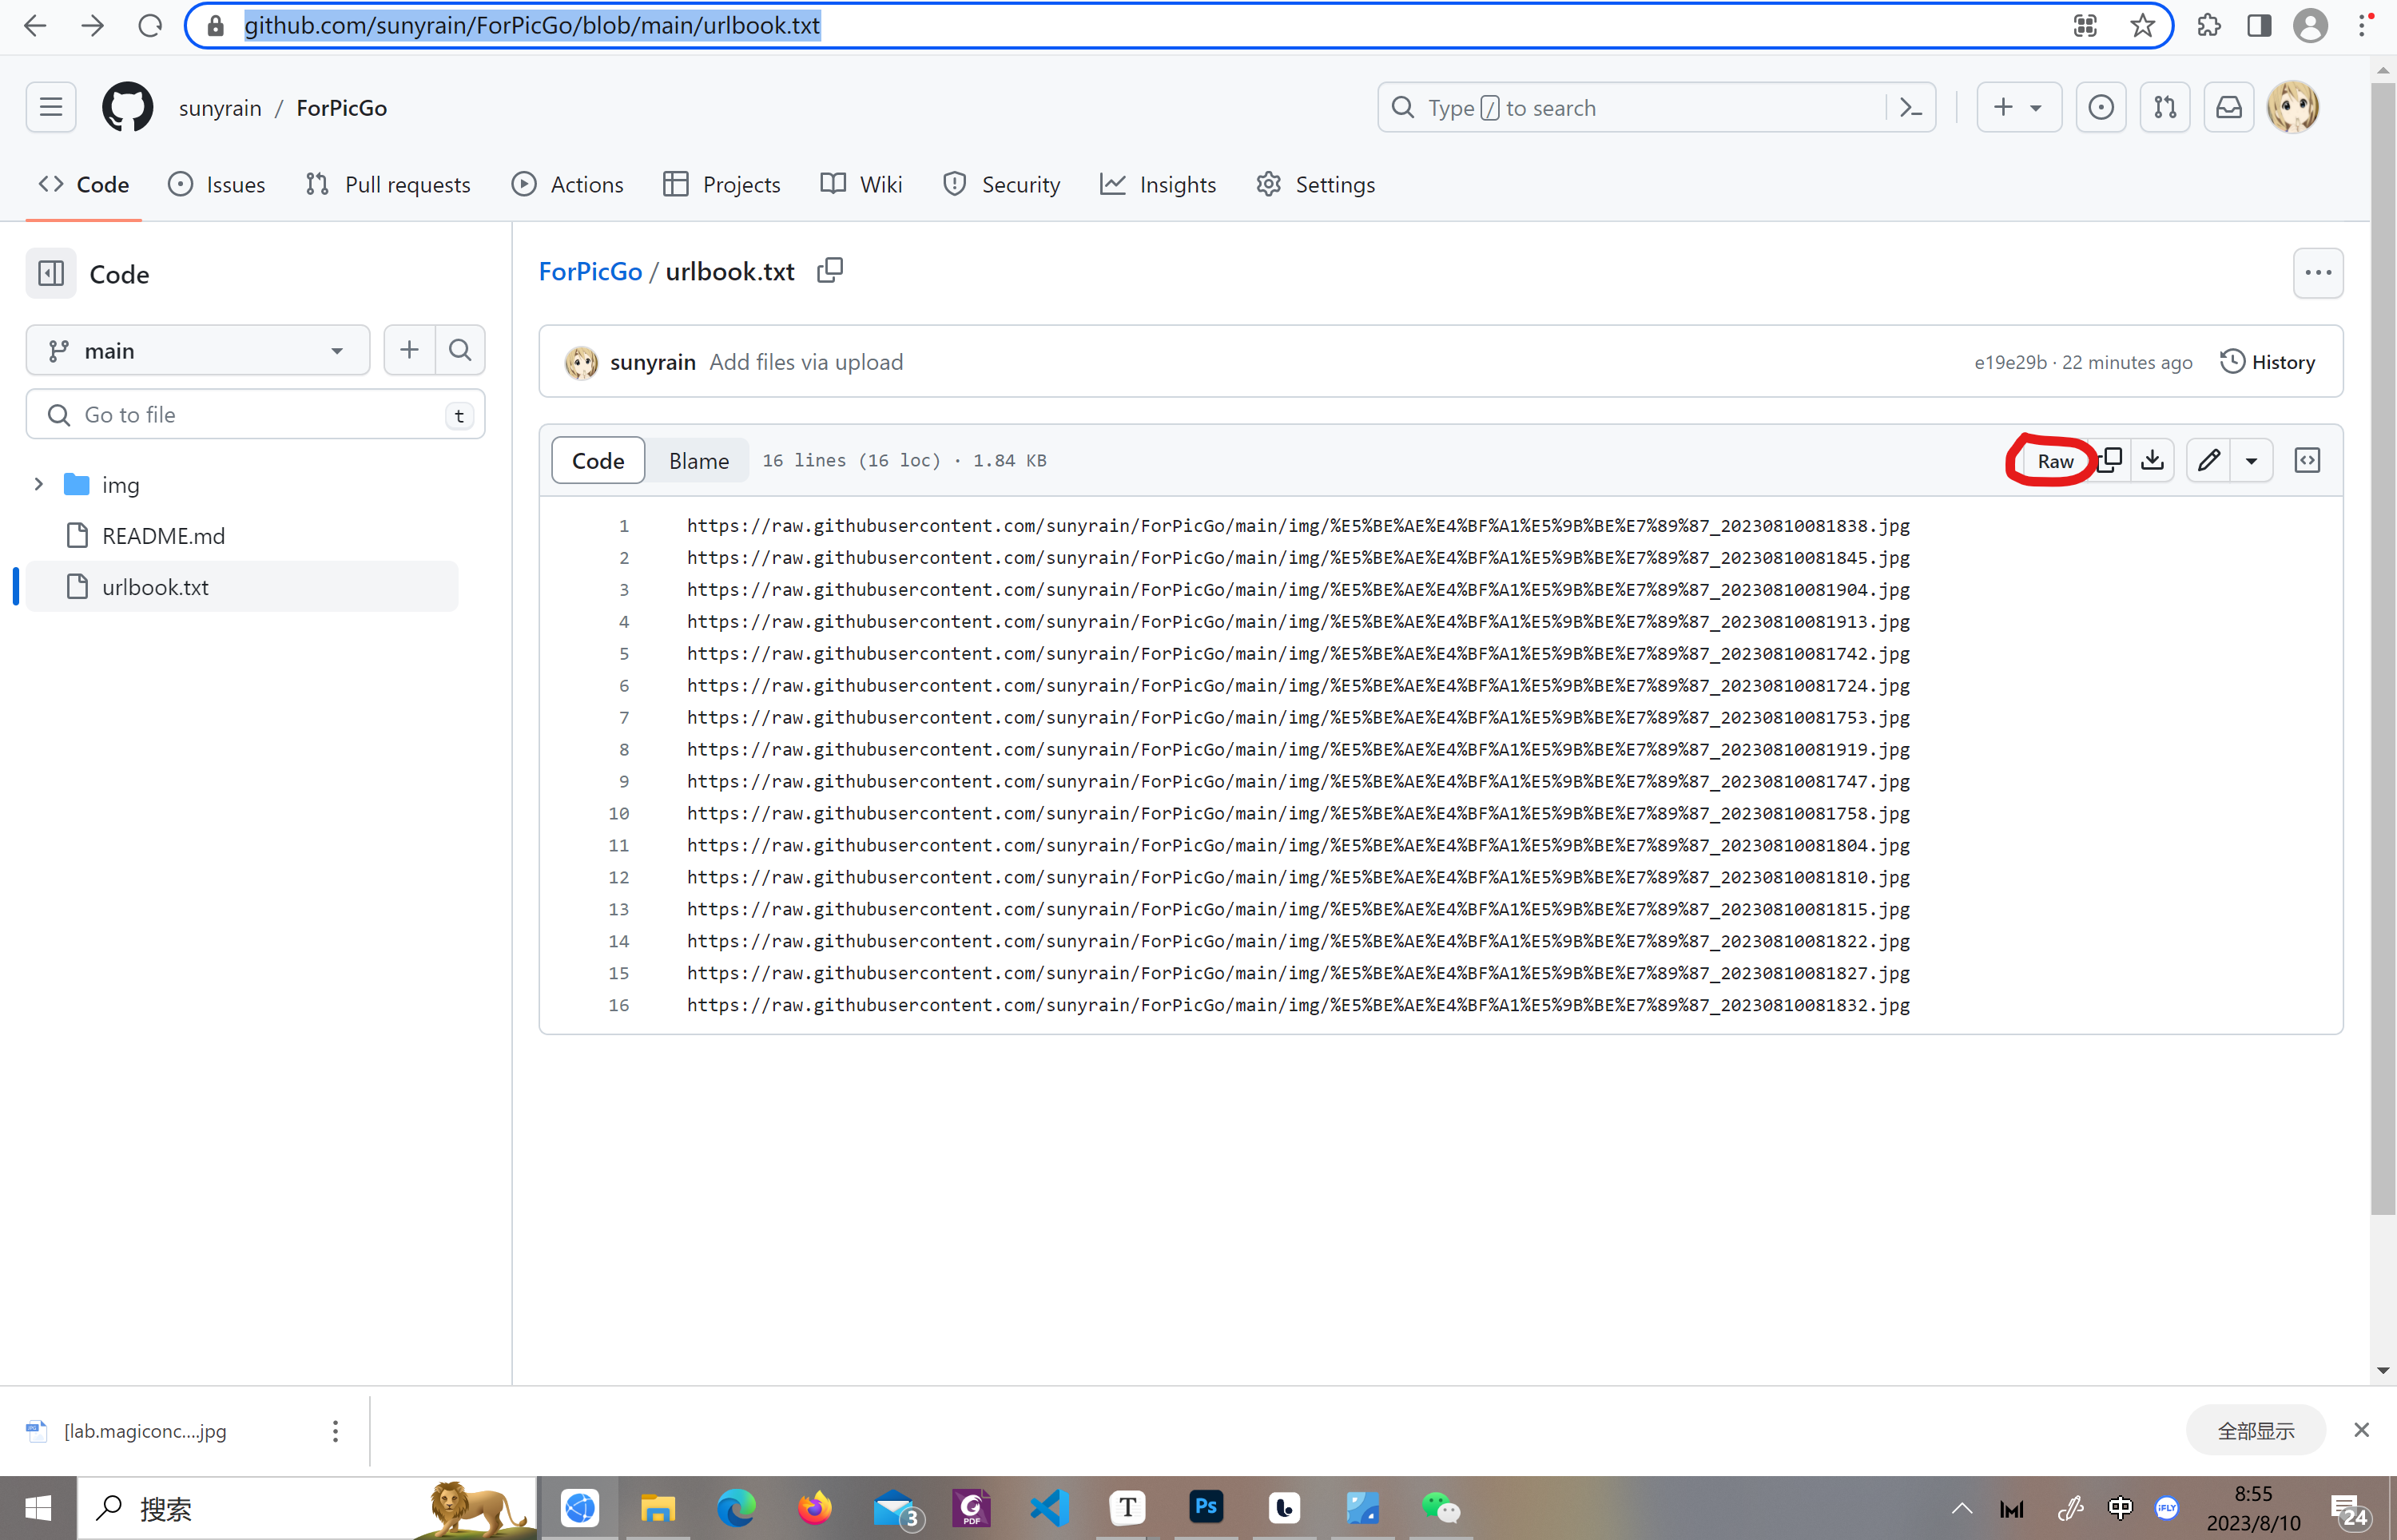 github.com/sunyrain/ForPicGo/blob/main/urlbook.txt
sunyrain / ForPicGo
Type / to search
Code
Issues
Pull requests
Actions
Projects
Wiki
Security
Insights
Settings
Code
main
Go to file
t
img
README.md
urlbook.txt
ForPicGo / urlbook.txt
sunyrain Add files via upload
e19e29b · 22 minutes ago
History
Code
Blame
16 lines (16 loc) · 1.84 KB
Raw
1 https://raw.githubusercontent.com/sunyrain/ForPicGo/main/img/%E5%BE%AE%E4%BF%A1%E5%9B%BE%E7%89%87_20230810081838.jpg
2 https://raw.githubusercontent.com/sunyrain/ForPicGo/main/img/%E5%BE%AE%E4%BF%A1%E5%9B%BE%E7%89%87_20230810081845.jpg
3 https://raw.githubusercontent.com/sunyrain/ForPicGo/main/img/%E5%BE%AE%E4%BF%A1%E5%9B%BE%E7%89%87_20230810081904.jpg
4 https://raw.githubusercontent.com/sunyrain/ForPicGo/main/img/%E5%BE%AE%E4%BF%A1%E5%9B%BE%E7%89%87_20230810081913.jpg
5 https://raw.githubusercontent.com/sunyrain/ForPicGo/main/img/%E5%BE%AE%E4%BF%A1%E5%9B%BE%E7%89%87_20230810081742.jpg
6 https://raw.githubusercontent.com/sunyrain/ForPicGo/main/img/%E5%BE%AE%E4%BF%A1%E5%9B%BE%E7%89%87_20230810081724.jpg
7 https://raw.githubusercontent.com/sunyrain/ForPicGo/main/img/%E5%BE%AE%E4%BF%A1%E5%9B%BE%E7%89%87_20230810081753.jpg
8 https://raw.githubusercontent.com/sunyrain/ForPicGo/main/img/%E5%BE%AE%E4%BF%A1%E5%9B%BE%E7%89%87_20230810081919.jpg
9 https://raw.githubusercontent.com/sunyrain/ForPicGo/main/img/%E5%BE%AE%E4%BF%A1%E5%9B%BE%E7%89%87_20230810081747.jpg
10 https://raw.githubusercontent.com/sunyrain/ForPicGo/main/img/%E5%BE%AE%E4%BF%A1%E5%9B%BE%E7%89%87_20230810081758.jpg
11 https://raw.githubusercontent.com/sunyrain/ForPicGo/main/img/%E5%BE%AE%E4%BF%A1%E5%9B%BE%E7%89%87_20230810081804.jpg
12 https://raw.githubusercontent.com/sunyrain/ForPicGo/main/img/%E5%BE%AE%E4%BF%A1%E5%9B%BE%E7%89%87_20230810081810.jpg
13 https://raw.githubusercontent.com/sunyrain/ForPicGo/main/img/%E5%BE%AE%E4%BF%A1%E5%9B%BE%E7%89%87_20230810081815.jpg
14 https://raw.githubusercontent.com/sunyrain/ForPicGo/main/img/%E5%BE%AE%E4%BF%A1%E5%9B%BE%E7%89%87_20230810081822.jpg
15 https://raw.githubusercontent.com/sunyrain/ForPicGo/main/img/%E5%BE%AE%E4%BF%A1%E5%9B%BE%E7%89%87_20230810081827.jpg
16 https://raw.githubusercontent.com/sunyrain/ForPicGo/main/img/%E5%BE%AE%E4%BF%A1%E5%9B%BE%E7%89%87_20230810081832.jpg
[lab.magiconc....jpg
全部显示
搜索
3
PDF
T
Ps
中
iFLY
8:55
2023/8/10
24